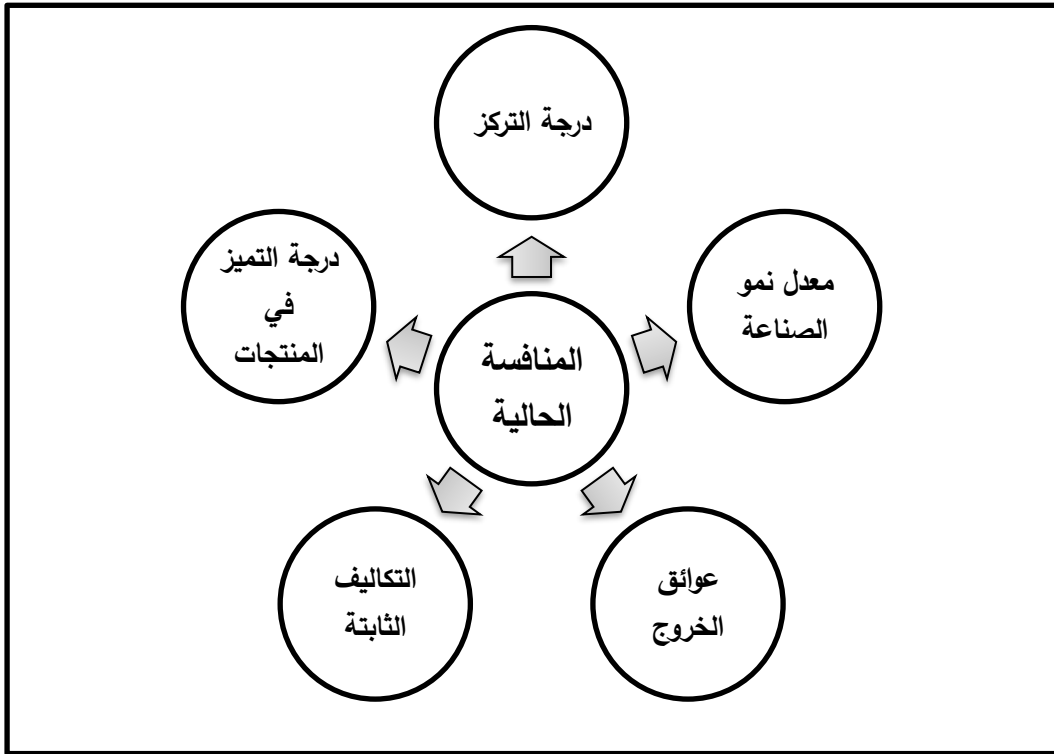 درجة التركز
معدل نمو
الصناعة
درجة التميز
في
المنتجات
المنافسة
الحالية
عوائق
الخروج
التكاليف
الثابتة